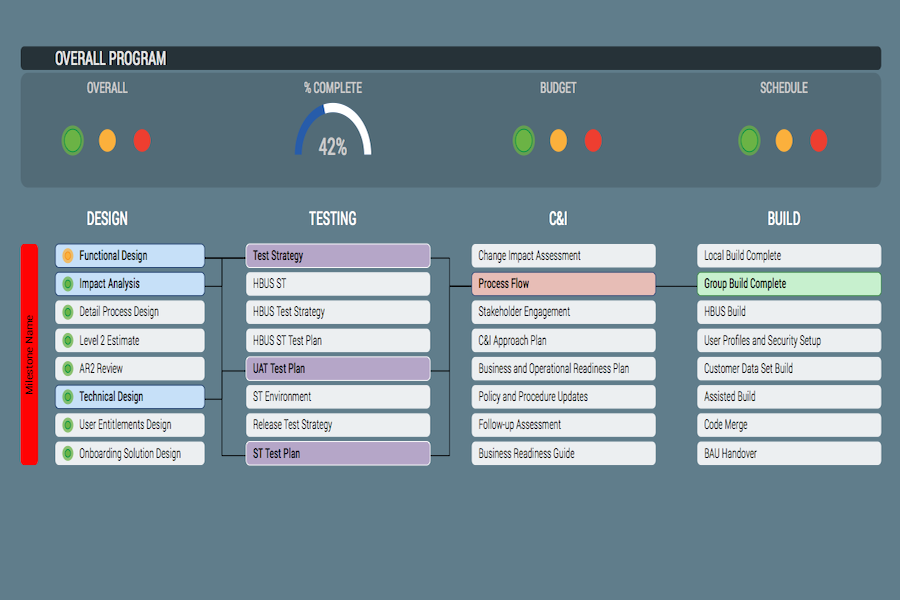 OVERALL PROGRAM
OVERALL
% COMPLETE
BUDGET
SCHEDULE
42%
DESIGN
TESTING
C&I
BUILD
Milestone Name
Functional Design
Impact Analysis
Detail Process Design
Level 2 Estimate
AR2 Review
Technical Design
User Entitlements Design
Onboarding Solution Design
Test Strategy
HBUS ST
HBUS Test Strategy
HBUS ST Test Plan
UAT Test Plan
ST Environment
Release Test Strategy
ST Test Plan
Change Impact Assessment
Process Flow
Stakeholder Engagement
C&I Approach Plan
Business and Operational Readiness Plan
Policy and Procedure Updates
Follow-up Assessment
Business Readiness Guide
Local Build Complete
Group Build Complete
HBUS Build
User Profiles and Security Setup
Customer Data Set Build
Assisted Build
Code Merge
BAU Handover